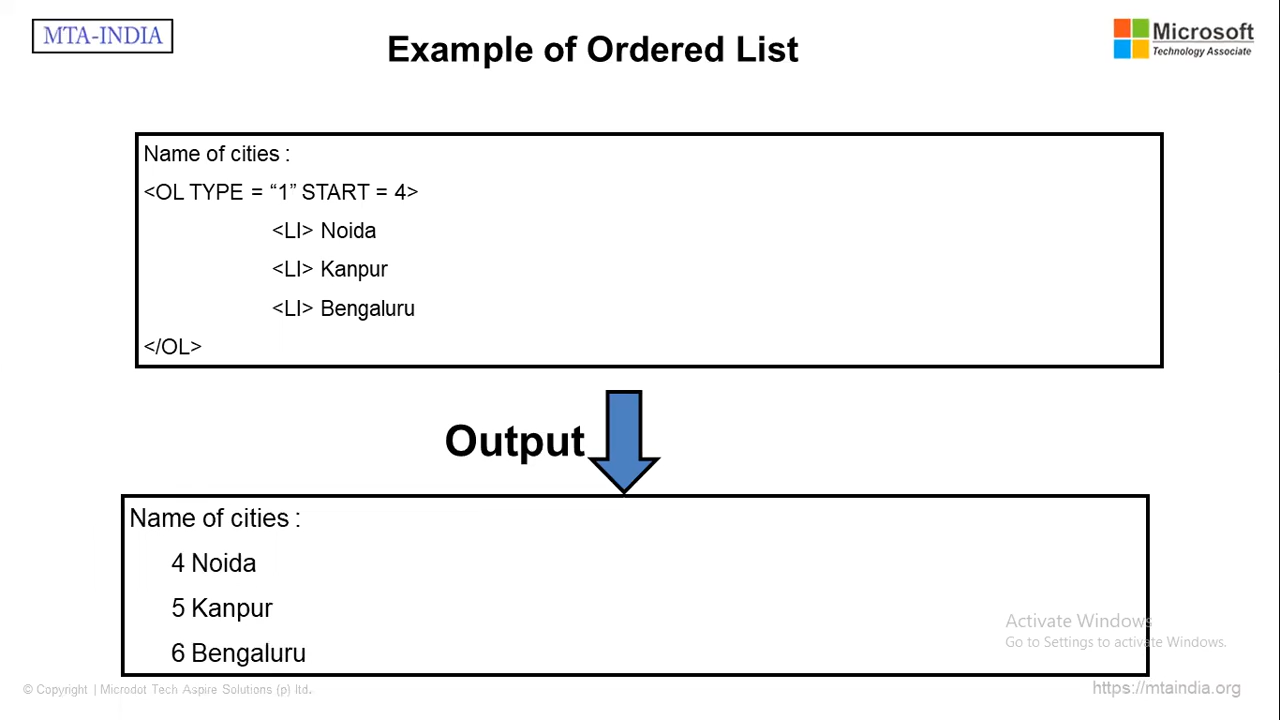 MTA-INDIA
Example of Ordered List
Microsoft
Technology Associate
Name of cities :
<OL TYPE = “1” START = 4>
<LI> Noida
<LI> Kanpur
<LI> Bengaluru
</OL>
Output
Name of cities :
4 Noida
5 Kanpur
6 Bengaluru
Activate Windows
Go to Settings to activate Windows.
© Copyright | Microdot Tech Aspire Solutions (p) ltd.
https://mtaindia.org